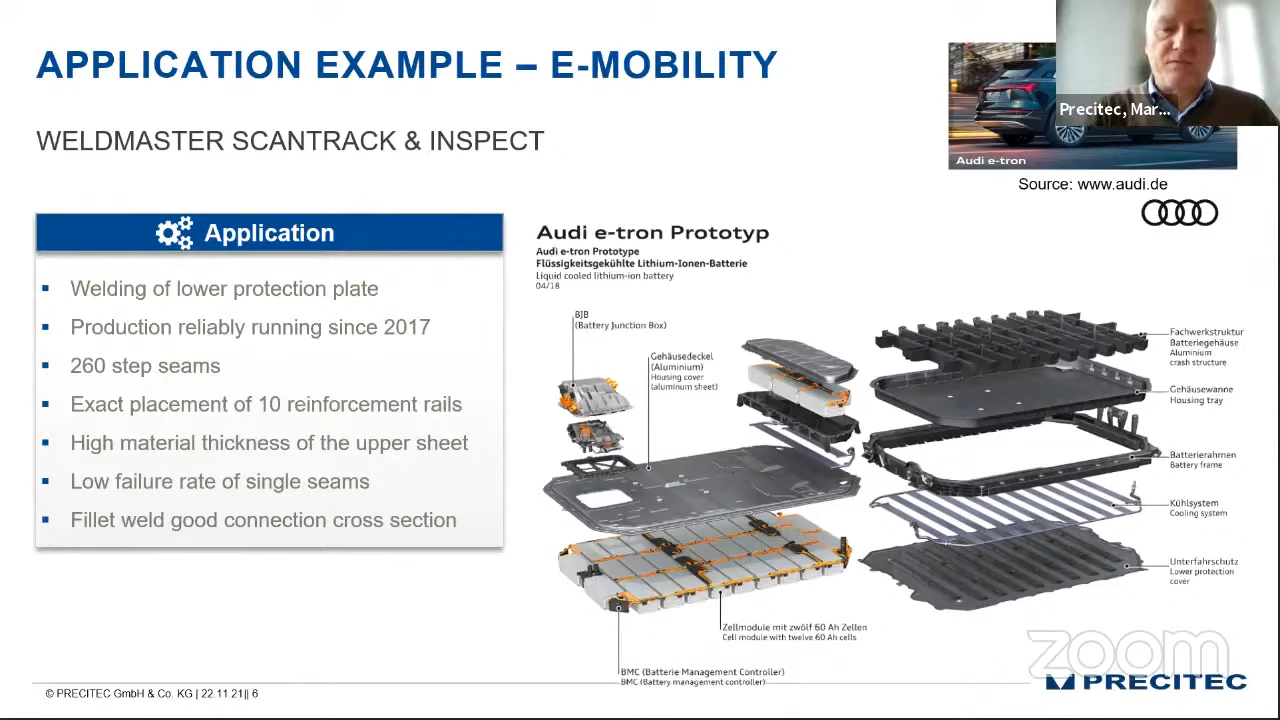 APPLICATION EXAMPLE – E-MOBILITY
WELDMASTER SCANTRACK & INSPECT
Precitec, Mar...
Audi e-tron
Source: www.audi.de
Application
Welding of lower protection plate
Production reliably running since 2017
260 step seams
Exact placement of 10 reinforcement rails
High material thickness of the upper sheet
Low failure rate of single seams
Fillet weld good connection cross section
Audi e-tron Prototyp
Audi e-tron Prototype
Flüssigkeitsgekühlte Lithium-Ionen-Batterie
Liquid cooled lithium-ion battery
04/18
BJB
(Battery Junction Box)
Gehäusedeckel
(Aluminium)
Housing cover
(aluminum sheet)
Fachwerkstruktur
Batteriegehäuse
Aluminium
crash structure
Gehäusewanne
Housing tray
Batterierahmen
Battery frame
Kühlsystem
Cooling system
Unterfahrschutz
Lower protection
cover
Zellmodule mit zwölf 60 Ah Zellen
Cell module with twelve 60 Ah cells
BMC (Batterie Management Controller)
BMC (Battery management controller)
zoom
© PRECITEC GmbH & Co. KG | 22.11 21|| 6
PRECITEC